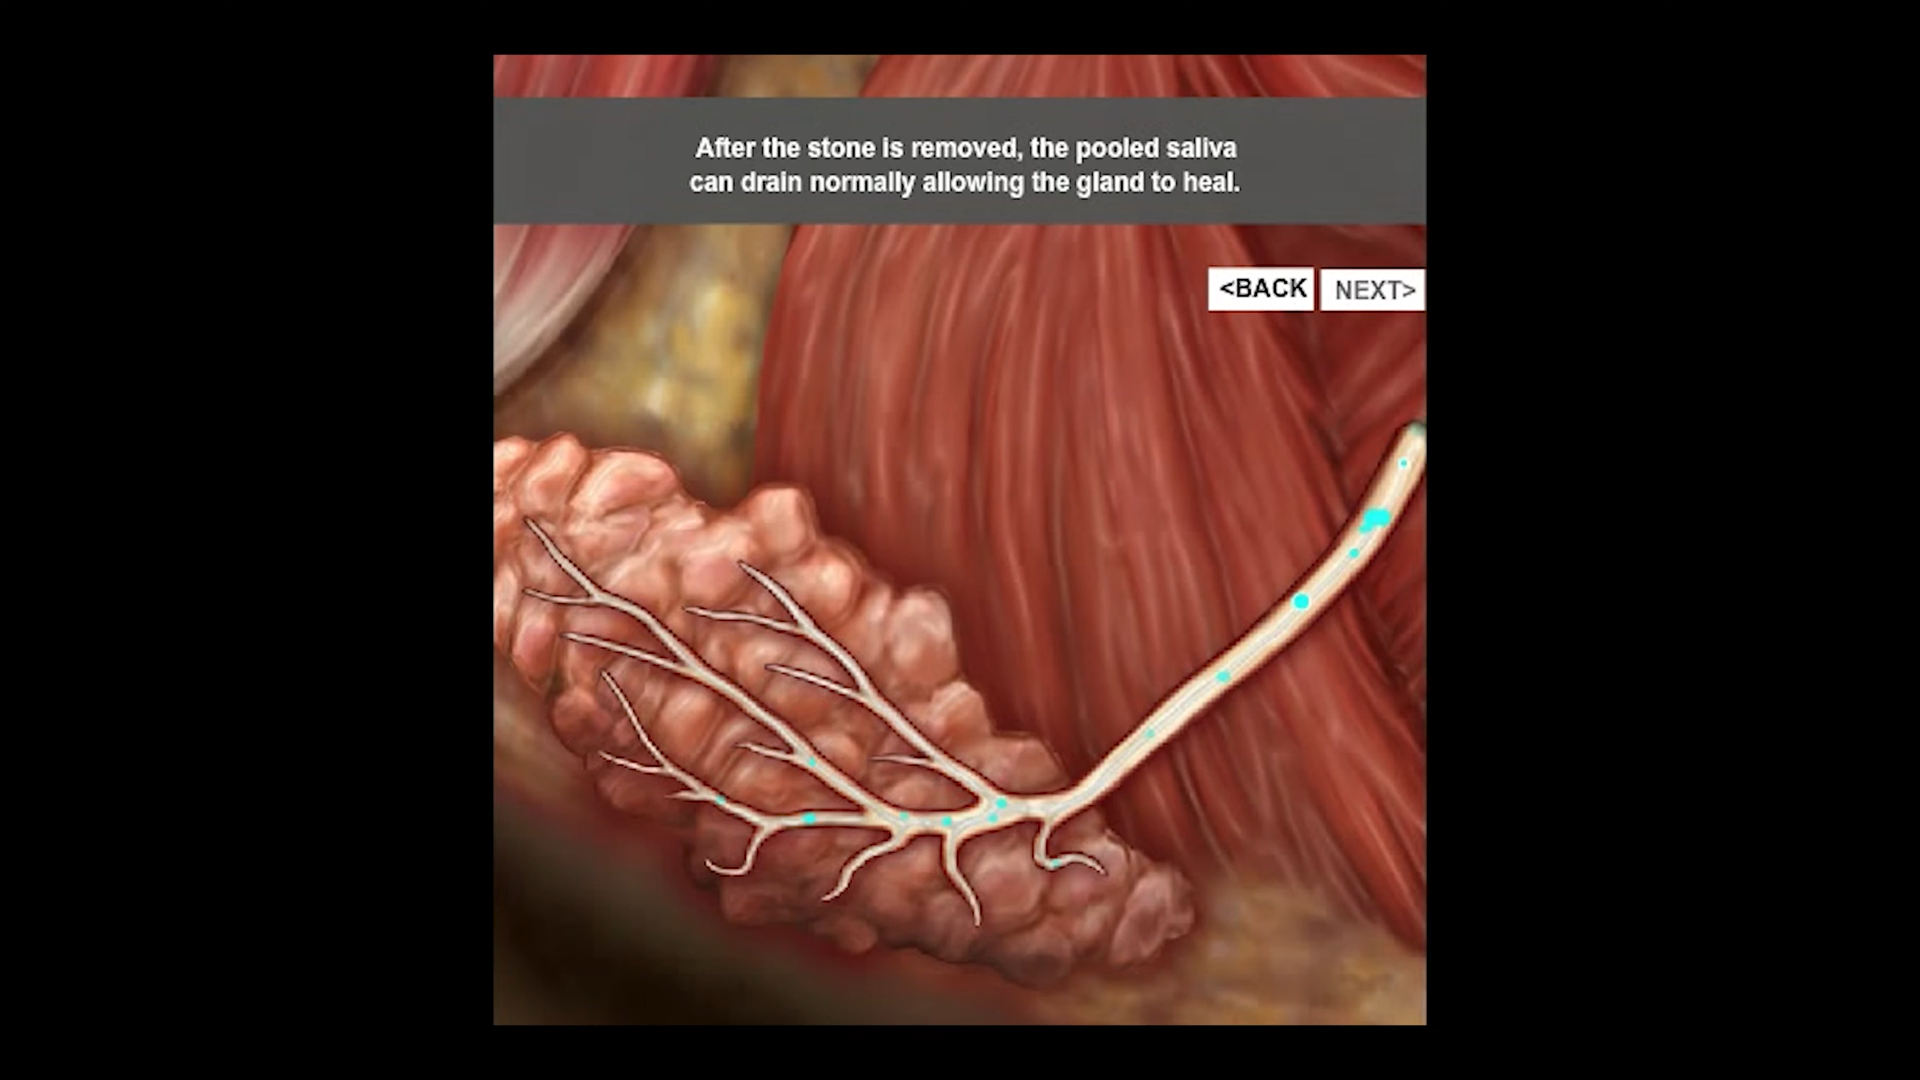 After the stone is removed, the pooled saliva
can drain normally allowing the gland to heal.
<BACK NEXT>